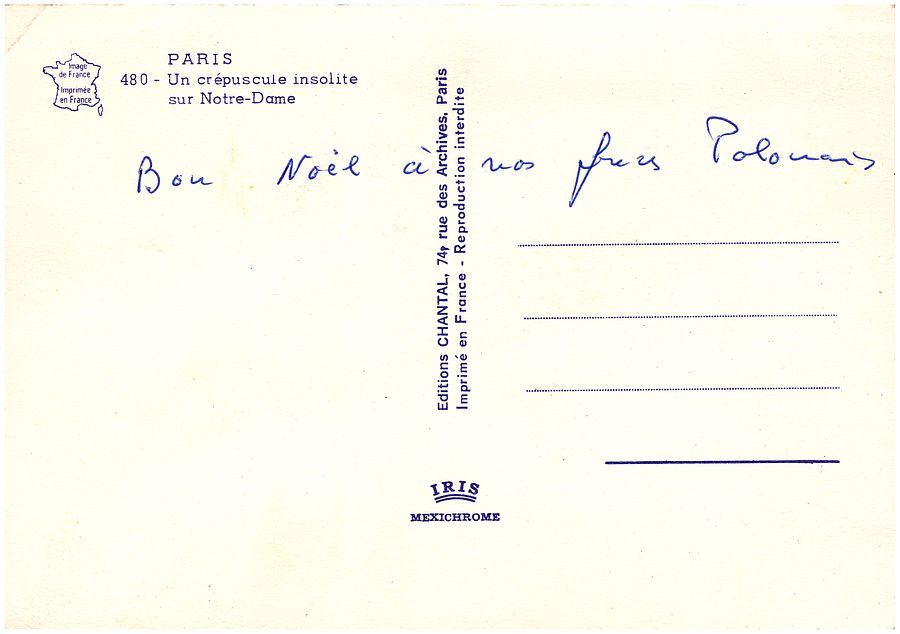 PARIS
480 - Un crépuscule insolite
sur Notre-Dame
Image
de France
Imprimée
en France
Bon Noël à nos freres Polonais
Editions CHANTAL, 74, rue des Archives, Paris
Imprimé en France - Reproduction interdite
IRIS
MEXICHROME